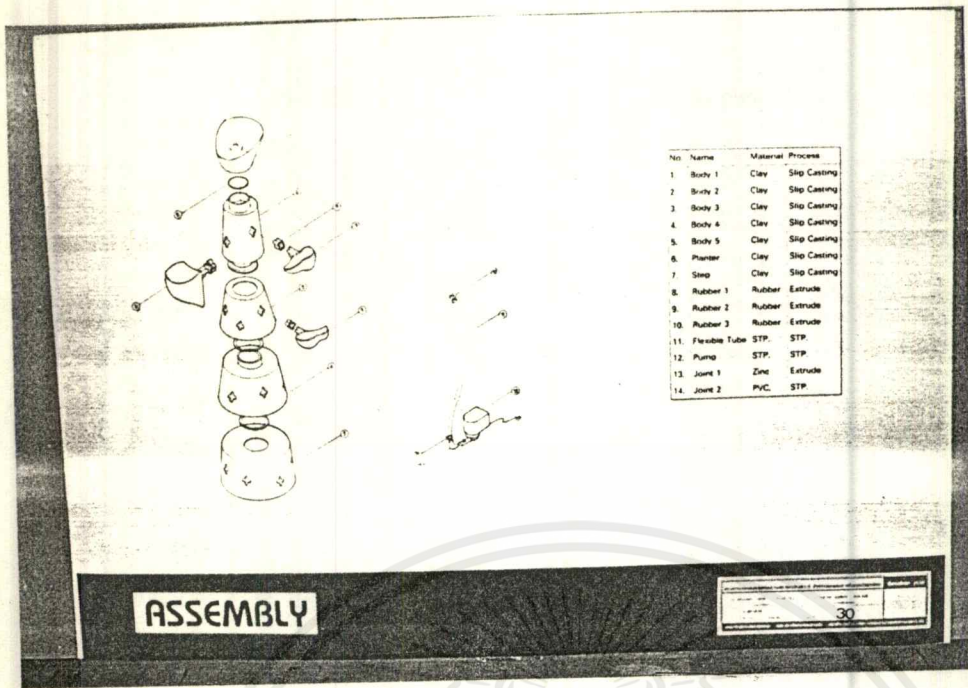 No. Name Material Process
1. Body 1 Clay Slip Casting
2 Body 2 Clay Slip Casting
3. Body 3 Clay Slip Casting
4. Body 4 Clay Slip Casting
5. Body 5 Clay Slip Casting
6. Planter Clay Slip Casting
7. Step Clay Slip Casting
8. Rubber 1 Rubber Extrude
9. Rubber 2 Rubber Extrude
10. Rubber 3 Rubber Extrude
11. Flexible Tube STP. STP.
12. Pump STP. STP.
13. Joint 1 Zinc Extrude
14. Joint 2 PVC. STP.
ASSEMBLY
30